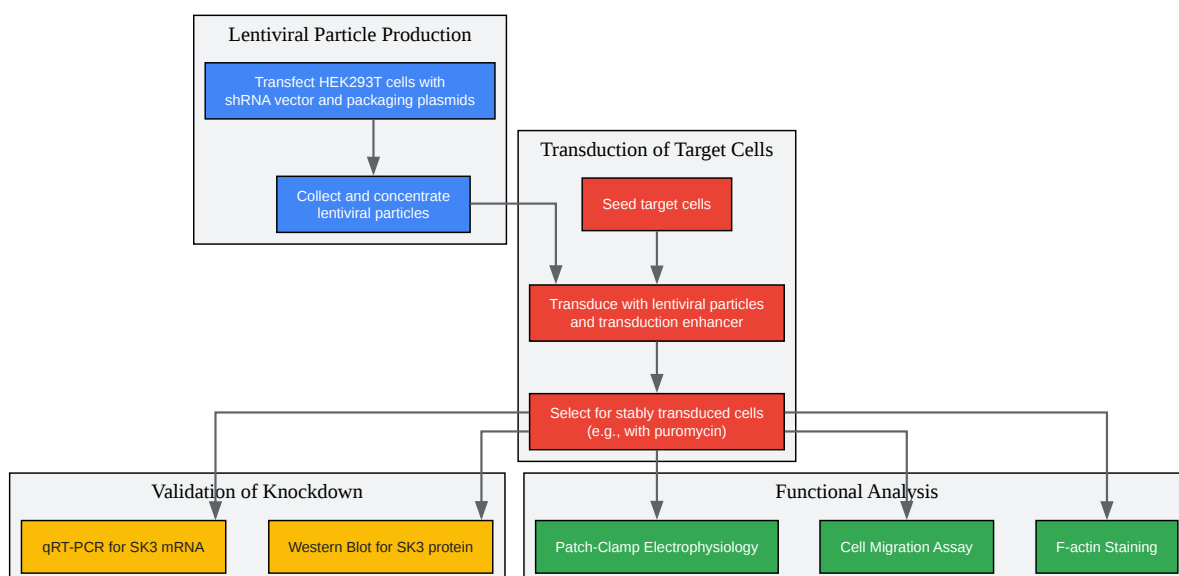 Lentiviral Particle Production
Transfect HEK293T cells with
shRNA vector and packaging plasmids
Collect and concentrate
lentiviral particles
Transduction of Target Cells
Seed target cells
Transduce with lentiviral particles
and transduction enhancer
Select for stably transduced cells
(e.g., with puromycin)
Validation of Knockdown
qRT-PCR for SK3 mRNA
Western Blot for SK3 protein
Functional Analysis
Patch-Clamp Electrophysiology
Cell Migration Assay
F-actin Staining